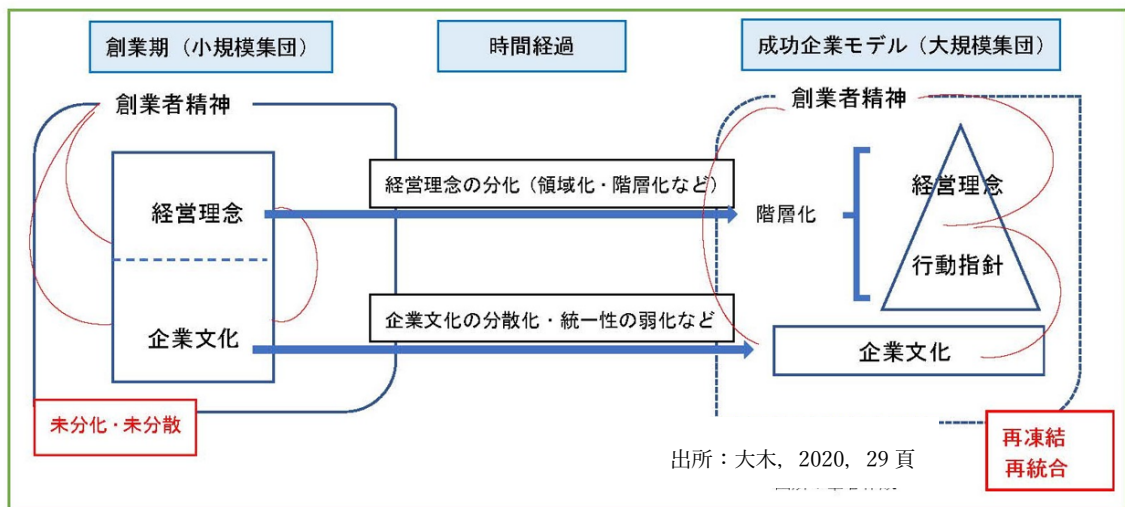 創業期（小規模集団）
時間経過
成功企業モデル（大規模集団）
創業者精神
経営理念
企業文化
未分化・未分散
経営理念の分化（領域化・階層化など）
企業文化の分散化・統一性の弱化など
創業者精神
階層化
経営理念
行動指針
企業文化
再凍結
再統合
出所：大木，2020，29 頁